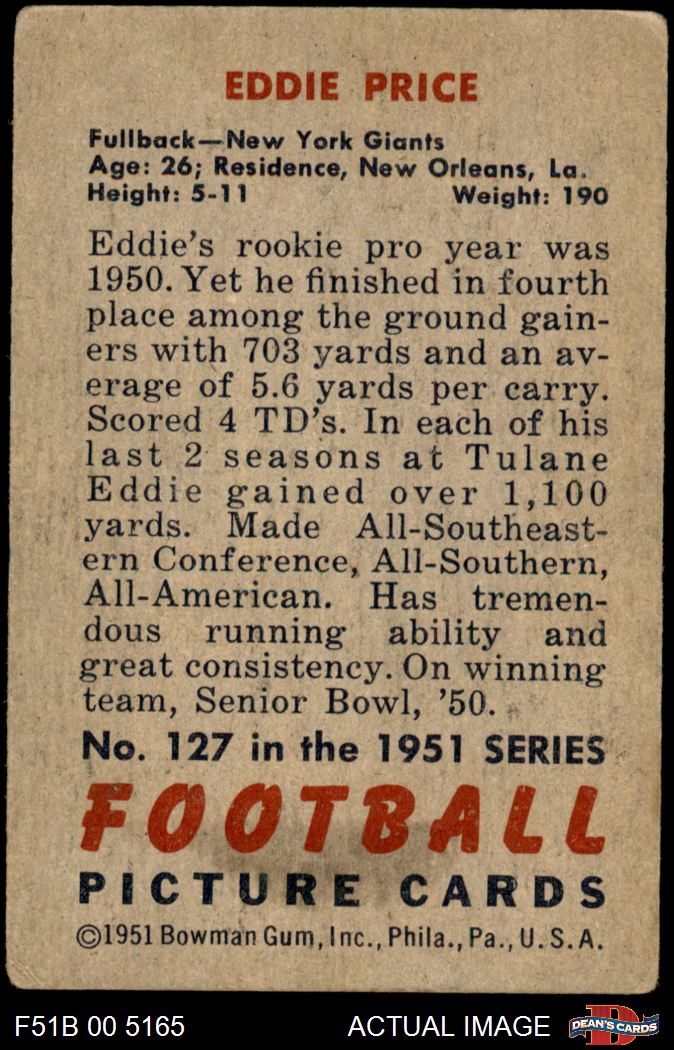 EDDIE PRICE
Fullback—New York Giants
Age: 26; Residence, New Orleans, La.
Height: 5-11 Weight: 190
Eddie's rookie pro year was
1950. Yet he finished in fourth
place among the ground gain-
ers with 703 yards and an av-
erage of 5.6 yards per carry.
Scored 4 TD's. In each of his
last 2 seasons at Tulane
Eddie gained over 1,100
yards. Made All-Southeast-
ern Conference, All-Southern,
All-American. Has tremen-
dous running ability and
great consistency. On winning
team, Senior Bowl, '50.
No. 127 in the 1951 SERIES
FOOTBALL
PICTURE CARDS
©1951 Bowman Gum, Inc., Phila., Pa., U.S.A.
F51B 00 5165 ACTUAL IMAGE D DEAN'S CARDS